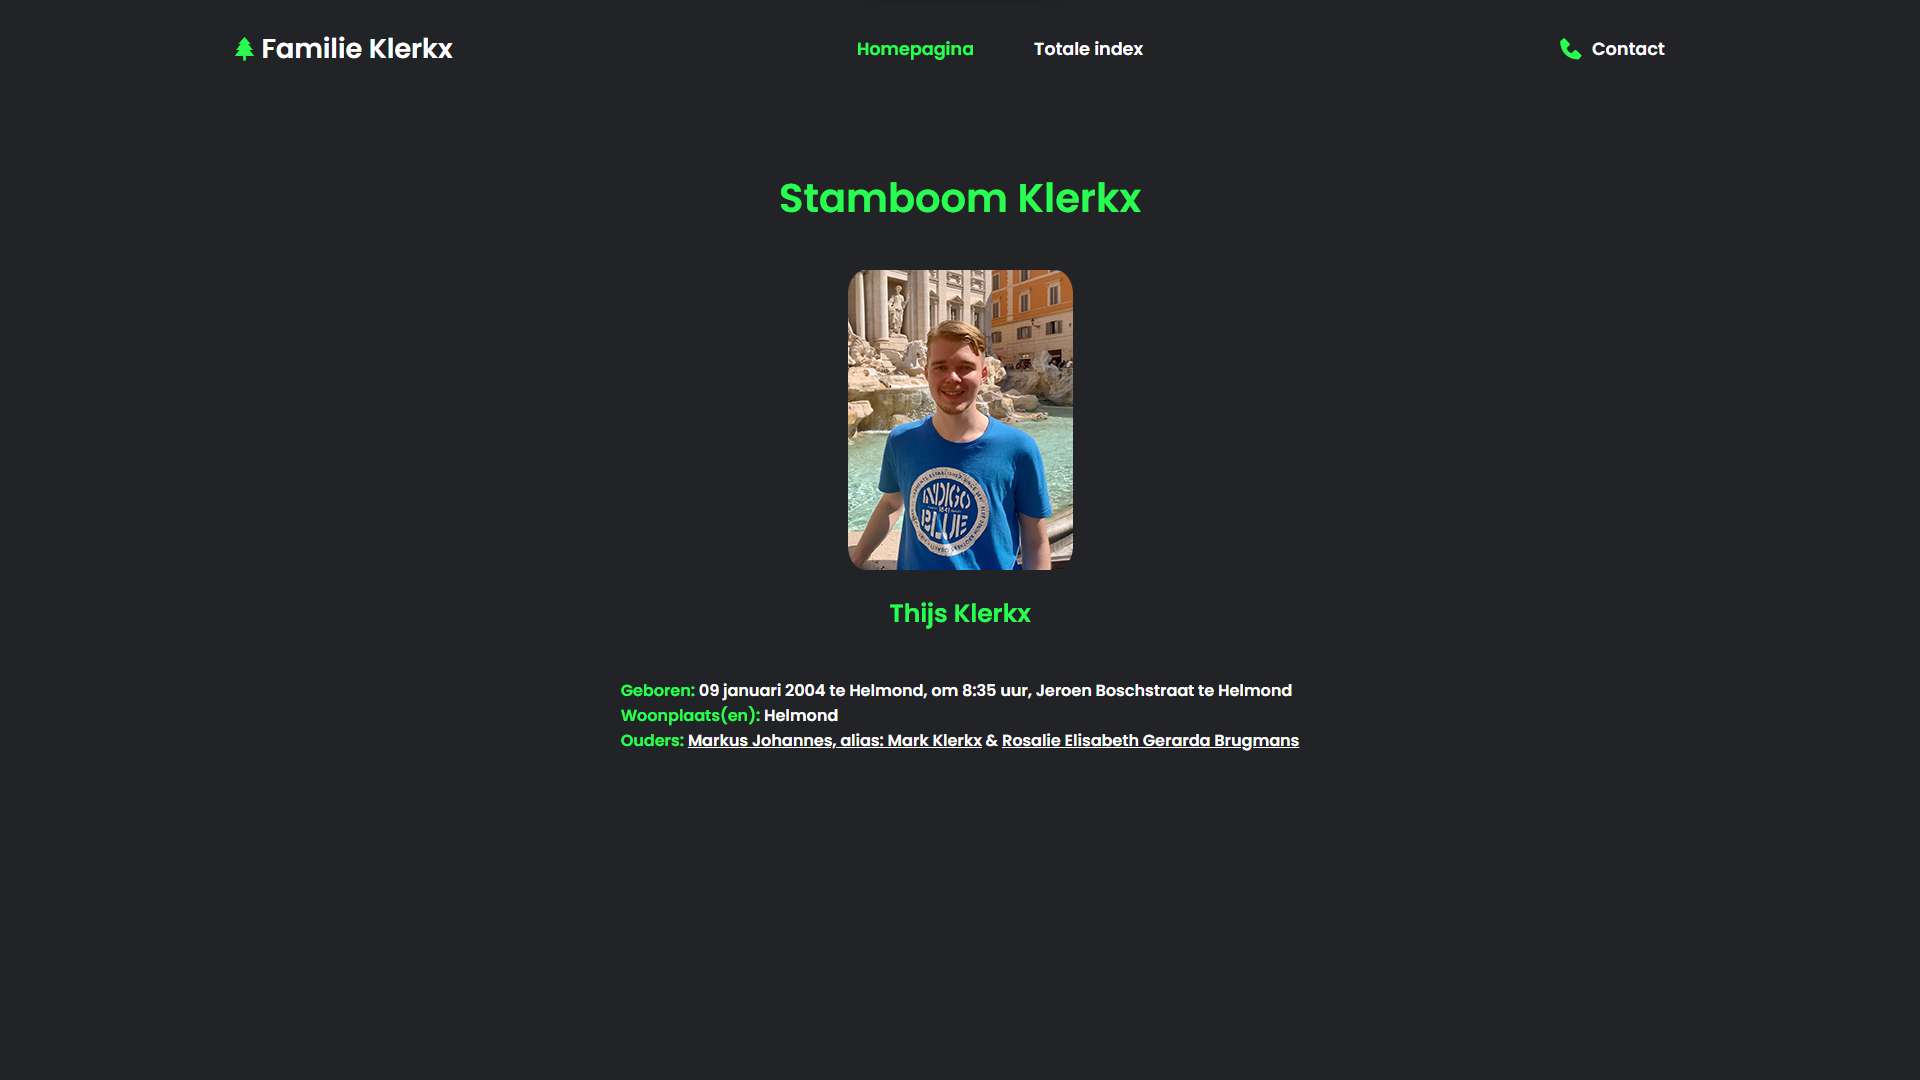 Familie Klerkx
Homepagina
Totale index
Contact
Stamboom Klerkx
INDIGO
BLUE
Thijs Klerkx
Geboren: 09 januari 2004 te Helmond, om 8:35 uur, Jeroen Boschstraat te Helmond
Woonplaats(en): Helmond
Ouders: Markus Johannes, alias: Mark Klerkx & Rosalie Elisabeth Gerarda Brugmans